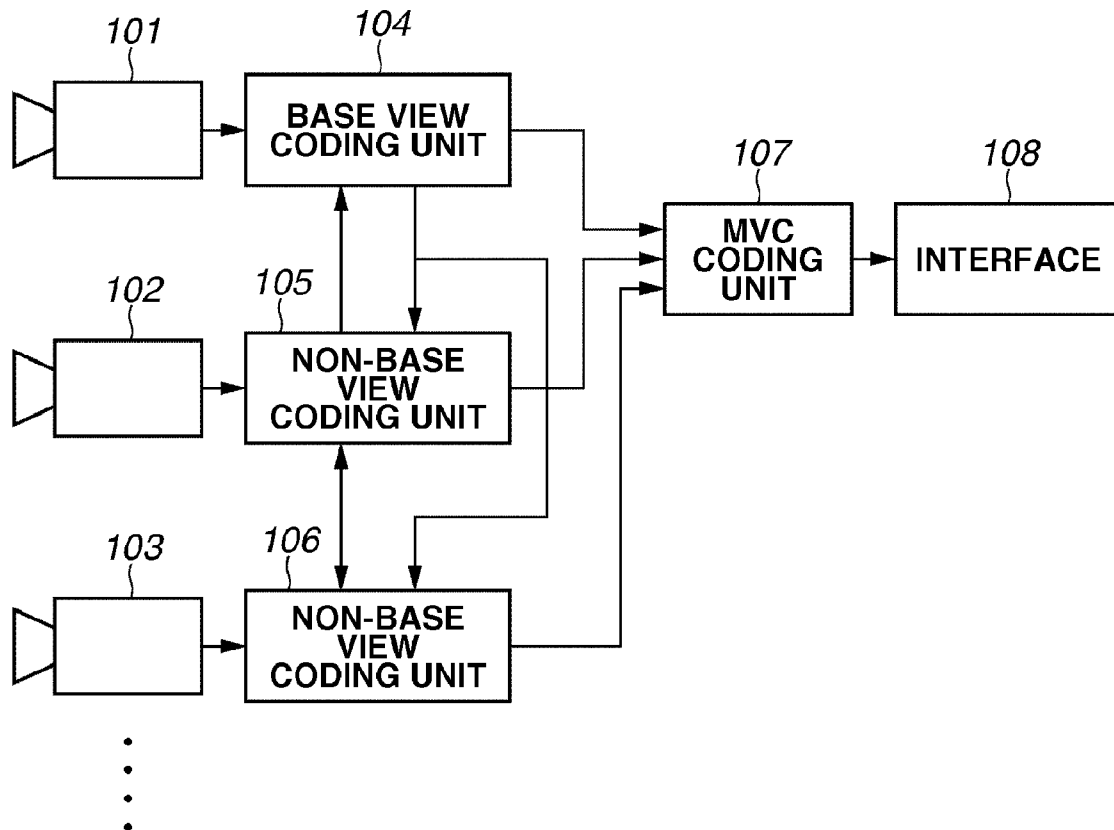 101
104
BASE VIEW
CODING UNIT
107
108
MVC
CODING
UNIT
INTERFACE
102
105
NON-BASE
VIEW
CODING UNIT
103
106
NON-BASE
VIEW
CODING UNIT